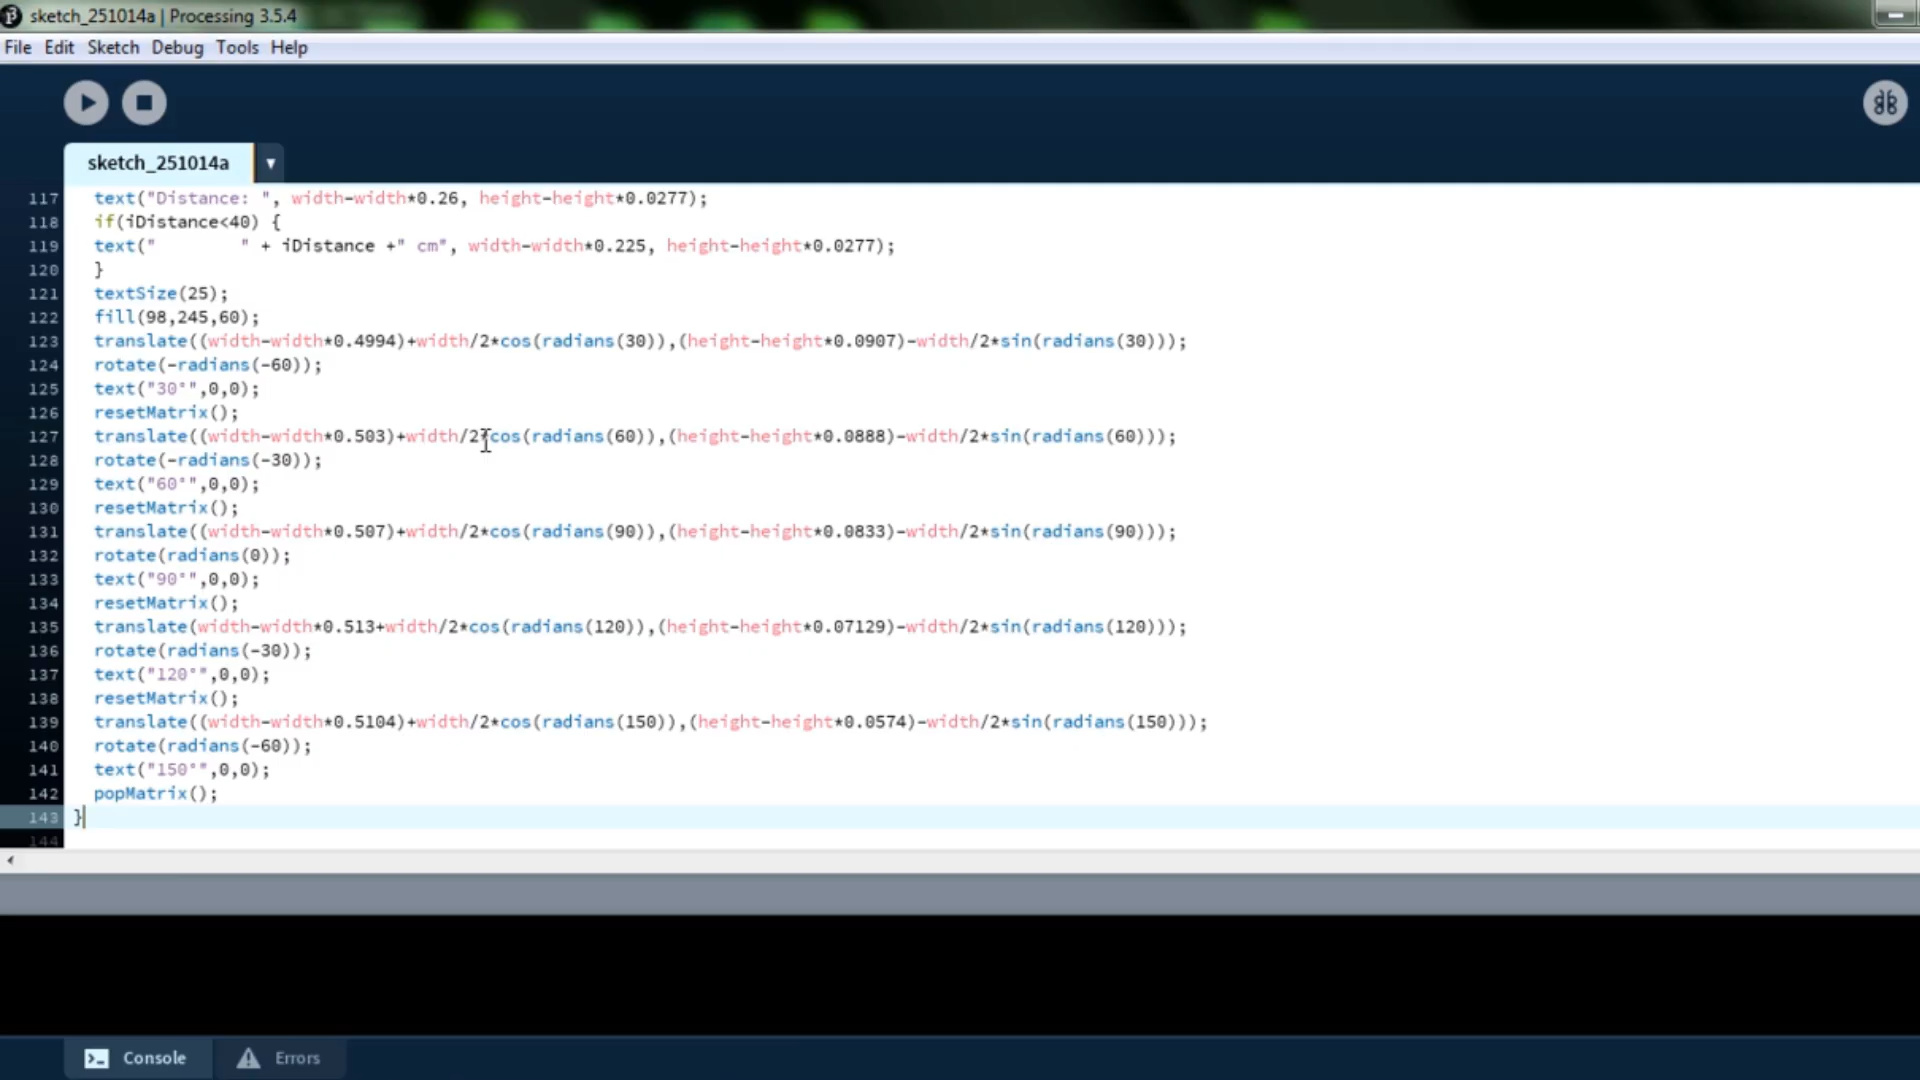 sketch_251014a | Processing 3.5.4
File Edit Sketch Debug Tools Help
sketch_251014a ▼
117 text("Distance: ", width-width*0.26, height-height*0.0277);
118 if(iDistance<40) {
119 text("        " + iDistance +" cm", width-width*0.225, height-height*0.0277);
120 }
121 textSize(25);
122 fill(98,245,60);
123 translate((width-width*0.4994)+width/2*cos(radians(30)),(height-height*0.0907)-width/2*sin(radians(30)));
124 rotate(-radians(-60));
125 text("30°",0,0);
126 resetMatrix();
127 translate((width-width*0.503)+width/2*cos(radians(60)),(height-height*0.0888)-width/2*sin(radians(60)));
128 rotate(-radians(-30));
129 text("60°",0,0);
130 resetMatrix();
131 translate((width-width*0.507)+width/2*cos(radians(90)),(height-height*0.0833)-width/2*sin(radians(90)));
132 rotate(radians(0));
133 text("90°",0,0);
134 resetMatrix();
135 translate(width-width*0.513+width/2*cos(radians(120)),(height-height*0.07129)-width/2*sin(radians(120)));
136 rotate(radians(-30));
137 text("120°",0,0);
138 resetMatrix();
139 translate((width-width*0.5104)+width/2*cos(radians(150)),(height-height*0.0574)-width/2*sin(radians(150)));
140 rotate(radians(-60));
141 text("150°",0,0);
142 popMatrix();
143 }
144
Console Errors